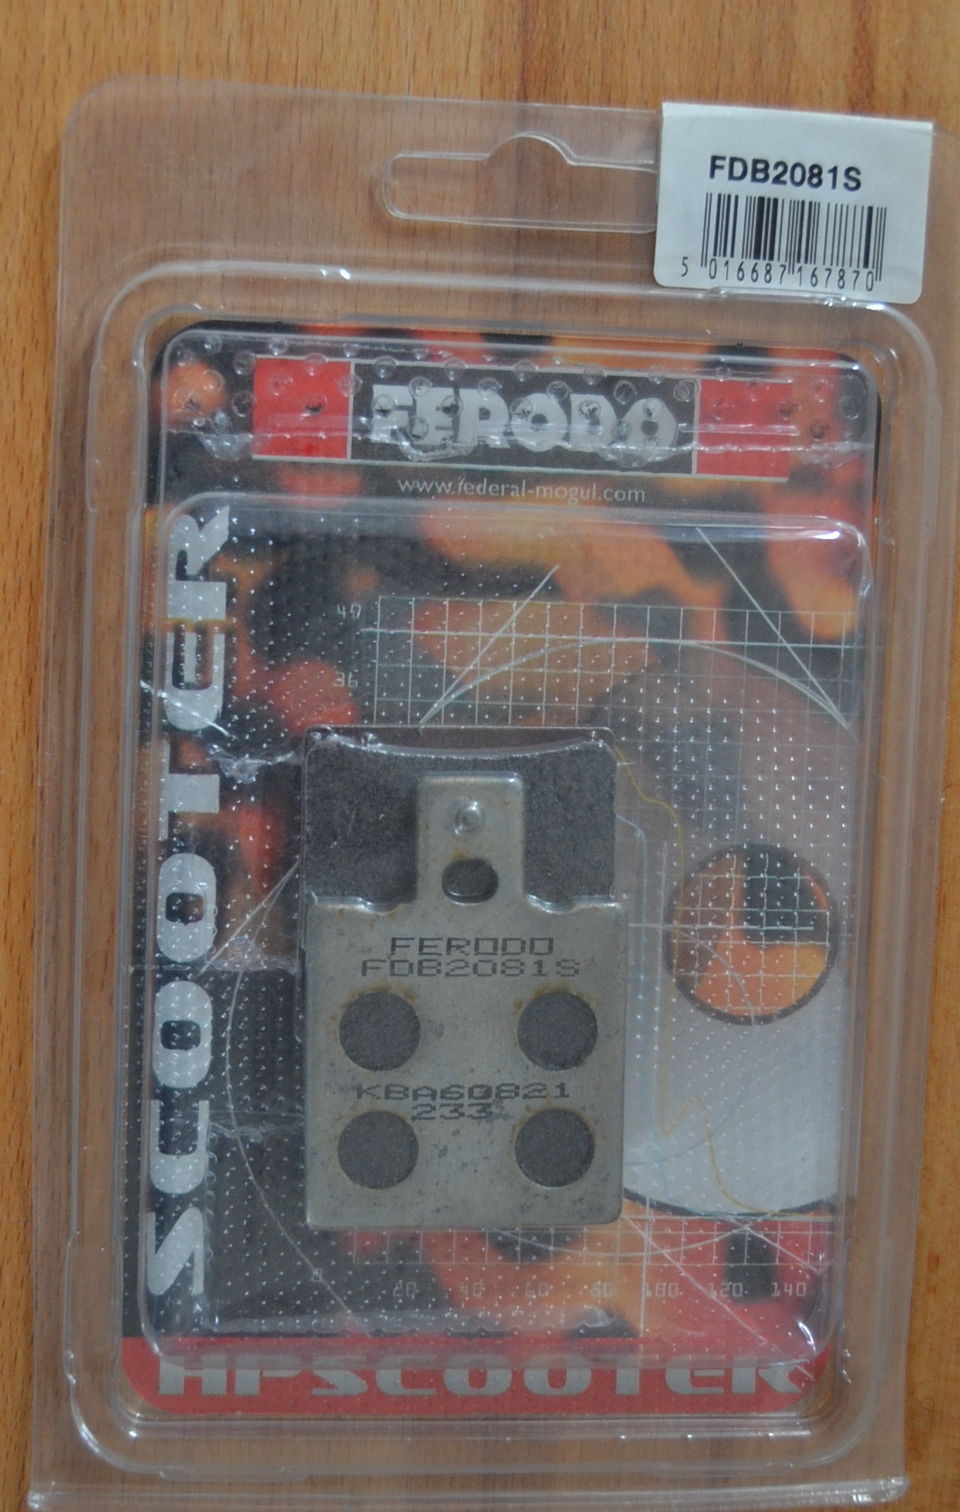 FDB2081S
5 016687 167870
FERODO
www.federal-mogul.com
SCOOTER
40
36
FERODO
FDB2081S
KBA60821
233
20 40 60 80 100 120 140
HPSCOOTER